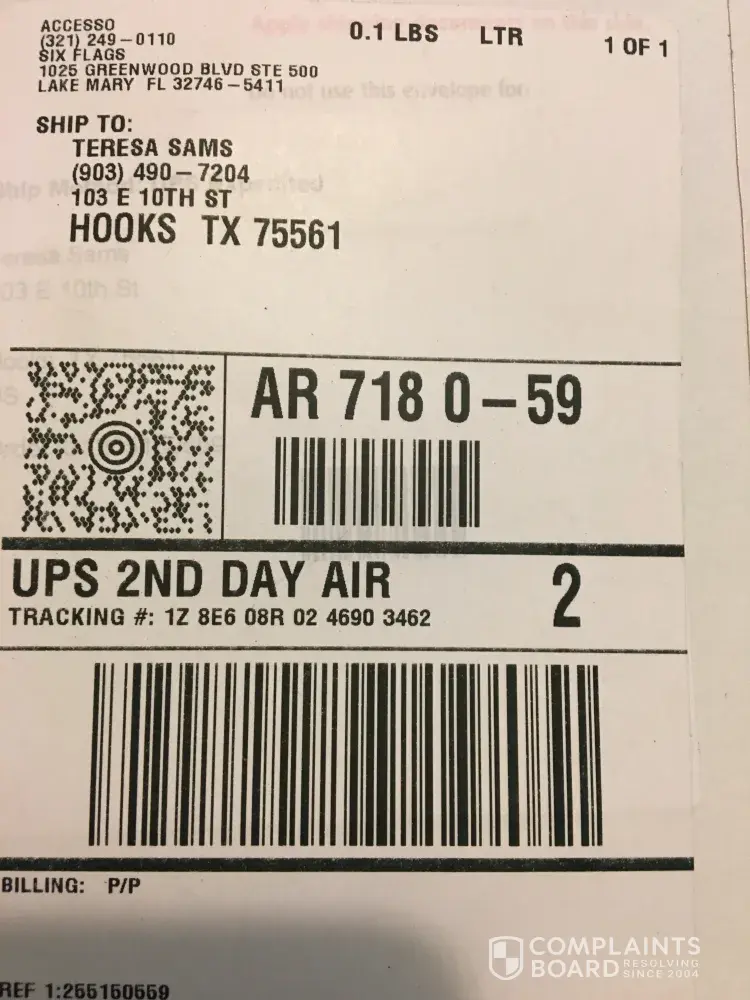 ACCESSO
(321) 249-0110
SIX FLAGS
1025 GREENWOOD BLVD STE 500
LAKE MARY FL 32746-5411
0.1 LBS LTR 1 OF 1
SHIP TO:
TERESA SAMS
(903) 490-7204
103 E 10TH ST
HOOKS TX 75561
AR 718 0-59
UPS 2ND DAY AIR 2
TRACKING #: 1Z 8E6 08R 02 4690 3462
BILLING: P/P
REF 1:255150559
COMPLAINTS
BOARD RESOLVING
SINCE 2004